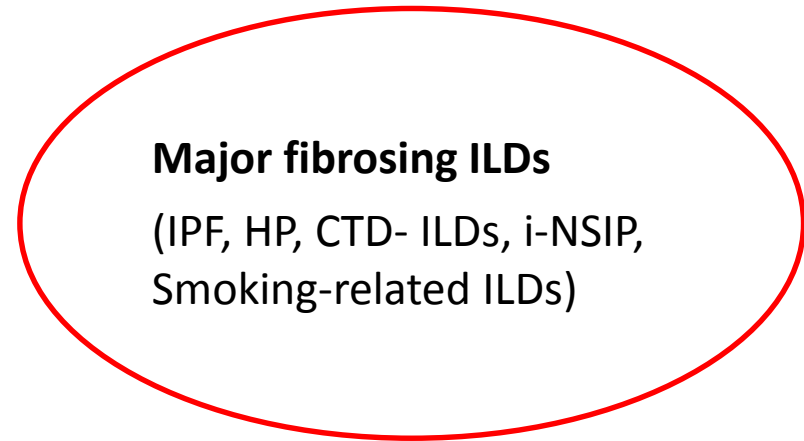 Major fibrosing ILDs
(IPF, HP, CTD- ILDs, i-NSIP,
Smoking-related ILDs)